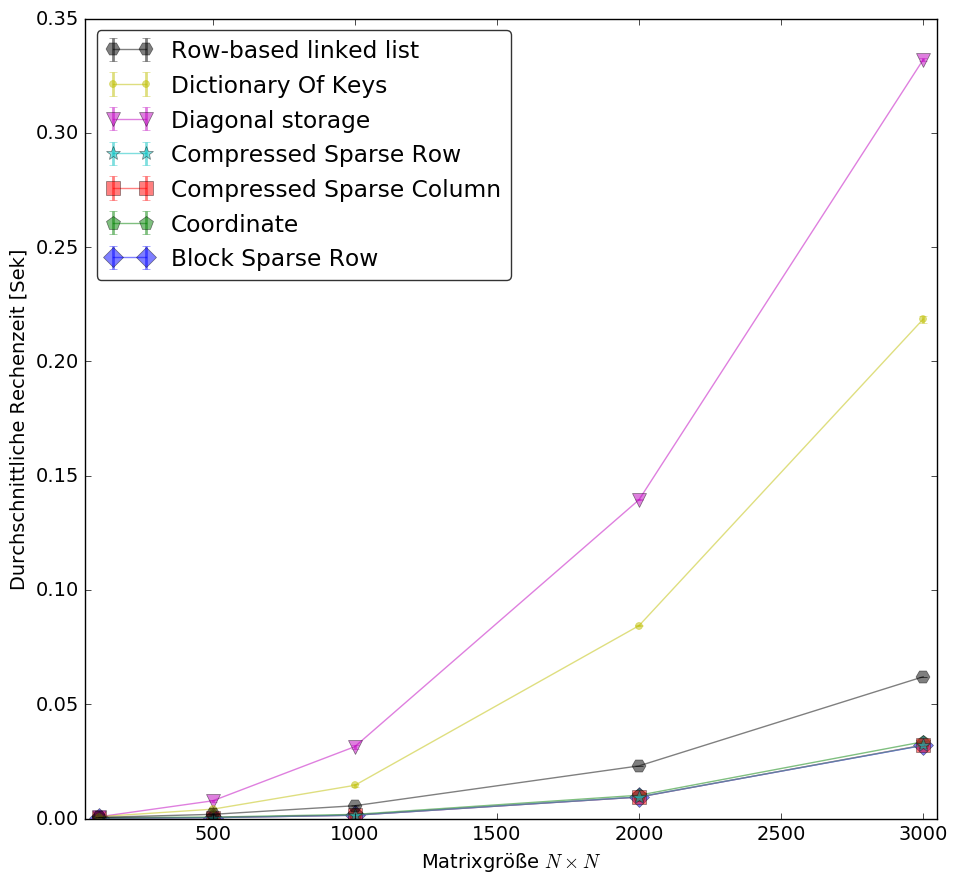 0.35
0.30
0.25
0.20
0.15
0.10
0.05
0.00
Durchschnittliche Rechenzeit [Sek]
Row-based linked list
Dictionary Of Keys
Diagonal storage
Compressed Sparse Row
Compressed Sparse Column
Coordinate
Block Sparse Row
500 1000 1500 2000 2500 3000
Matrixgröße N × N